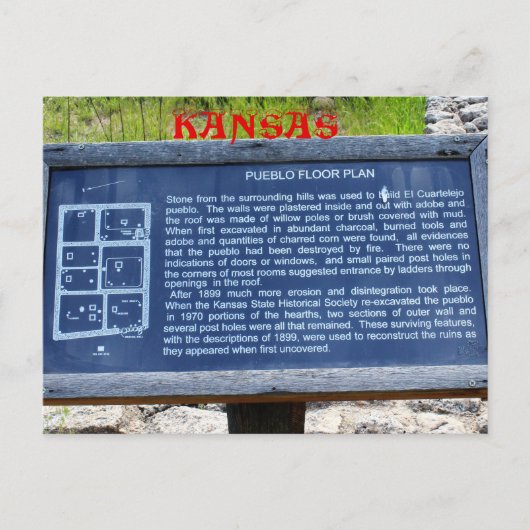 KANSAS
PUEBLO FLOOR PLAN
Stone from the surrounding hills was used to build El Cuartelejo
pueblo. The walls were plastered inside and out with adobe and
the roof was made of willow poles or brush covered with mud.
When first excavated in abundant charcoal, burned tools and
adobe and quantities of charred corn were found, all evidences
that the pueblo had been destroyed by fire. There were no
indications of doors or windows, and small paired post holes in
the corners of most rooms suggested entrance by ladders through
openings in the roof.
After 1899 much more erosion and disintegration took place.
When the Kansas State Historical Society re-excavated the pueblo
in 1970 portions of the hearths, two sections of outer wall and
several post holes were all that remained. These surviving features,
with the descriptions of 1899, were used to reconstruct the ruins as
they appeared when first uncovered.